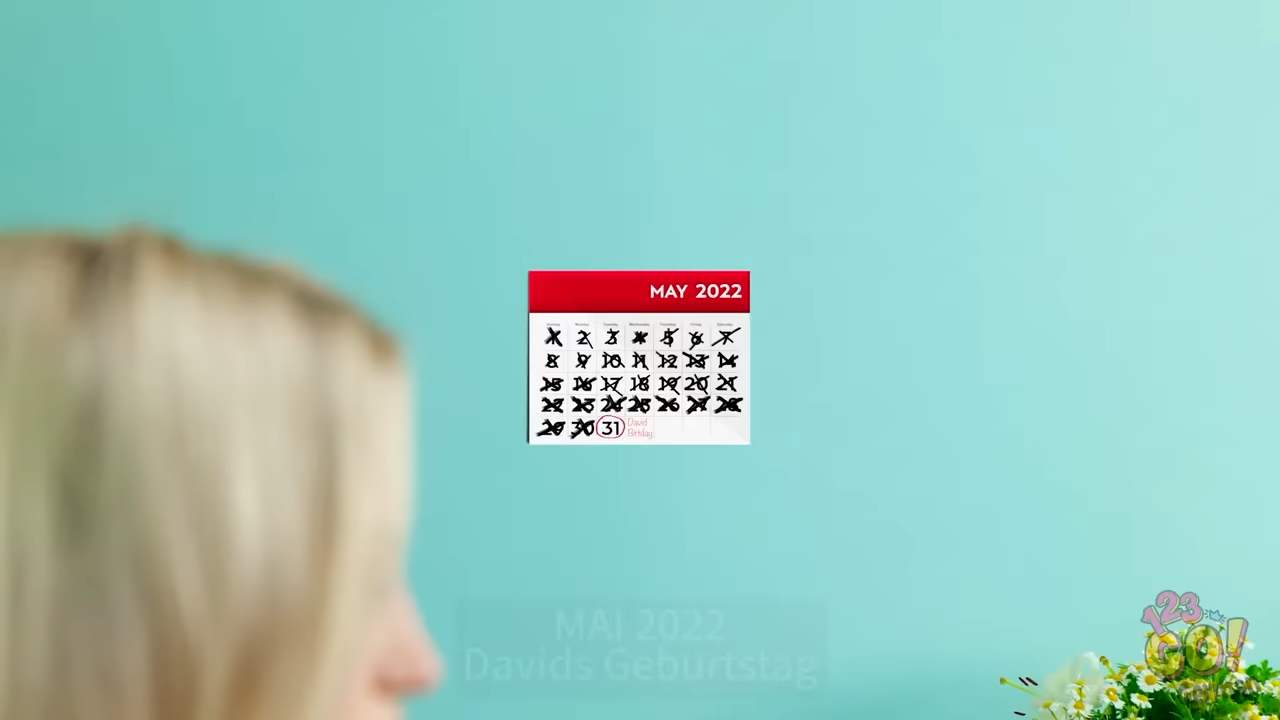 MAY 2022
1 2 3 4 5 6 7
8 9 10 11 12 13 14
15 16 17 18 19 20 21
22 23 24 25 26 27 28
29 30 31 David
Birtday
MAI 2022
Davids Geburtstag
123
GO!